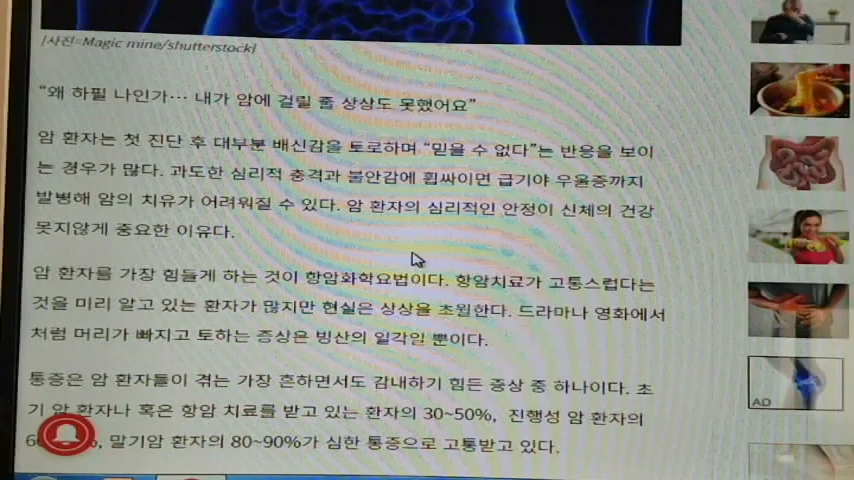 [사진=Magic mine/shutterstock]
“왜 하필 나인가… 내가 암에 걸릴 줄 상상도 못했어요”
암 환자는 첫 진단 후 대부분 배신감을 토로하며 “믿을 수 없다”는 반응을 보이
는 경우가 많다. 과도한 심리적 충격과 불안감에 휩싸이면 급기야 우울증까지
발병해 암의 치유가 어려워질 수 있다. 암 환자의 심리적인 안정이 신체의 건강
못지않게 중요한 이유다.
암 환자를 가장 힘들게 하는 것이 항암화학요법이다. 항암치료가 고통스럽다는
것을 미리 알고 있는 환자가 많지만 현실은 상상을 초월한다. 드라마나 영화에서
처럼 머리가 빠지고 토하는 증상은 빙산의 일각일 뿐이다.
통증은 암 환자들이 겪는 가장 흔하면서도 감내하기 힘든 증상 중 하나이다. 초
기 암 환자나 혹은 항암 치료를 받고 있는 환자의 30~50%, 진행성 암 환자의
말기암 환자의 80~90%가 심한 통증으로 고통받고 있다.
AD